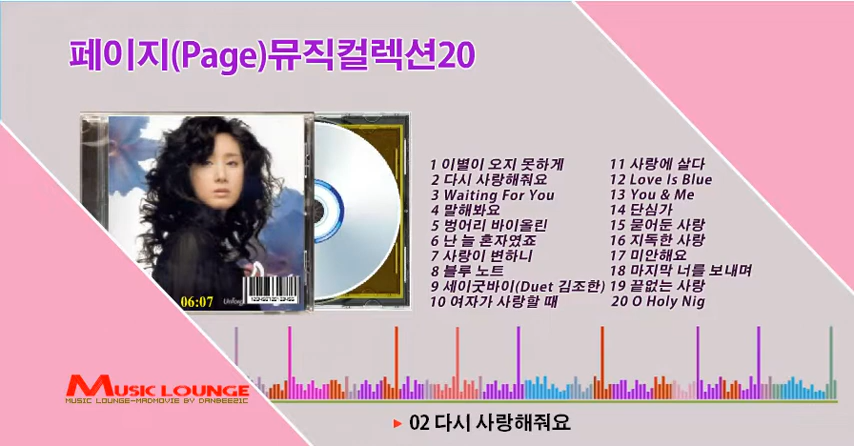 페이지(Page)뮤직컬렉션20
1 이별이 오지 못하게
2 다시 사랑해줘요
3 Waiting For You
4 말해봐요
5 벙어리 바이올린
6 난 늘 혼자였죠
7 사랑이 변하니
8 블루 노트
9 세이굿바이(Duet 김조한)
10 여자가 사랑할 때
11 사랑에 살다
12 Love Is Blue
13 You & Me
14 단심가
15 묻어둔 사랑
16 지독한 사랑
17 미안해요
18 마지막 너를 보내며
19 끝없는 사랑
20 O Holy Nig
06:07
MUSIC LOUNGE
MUSIC LOUNGE-MADMOVIE BY DANBEE21C
▸ 02 다시 사랑해줘요